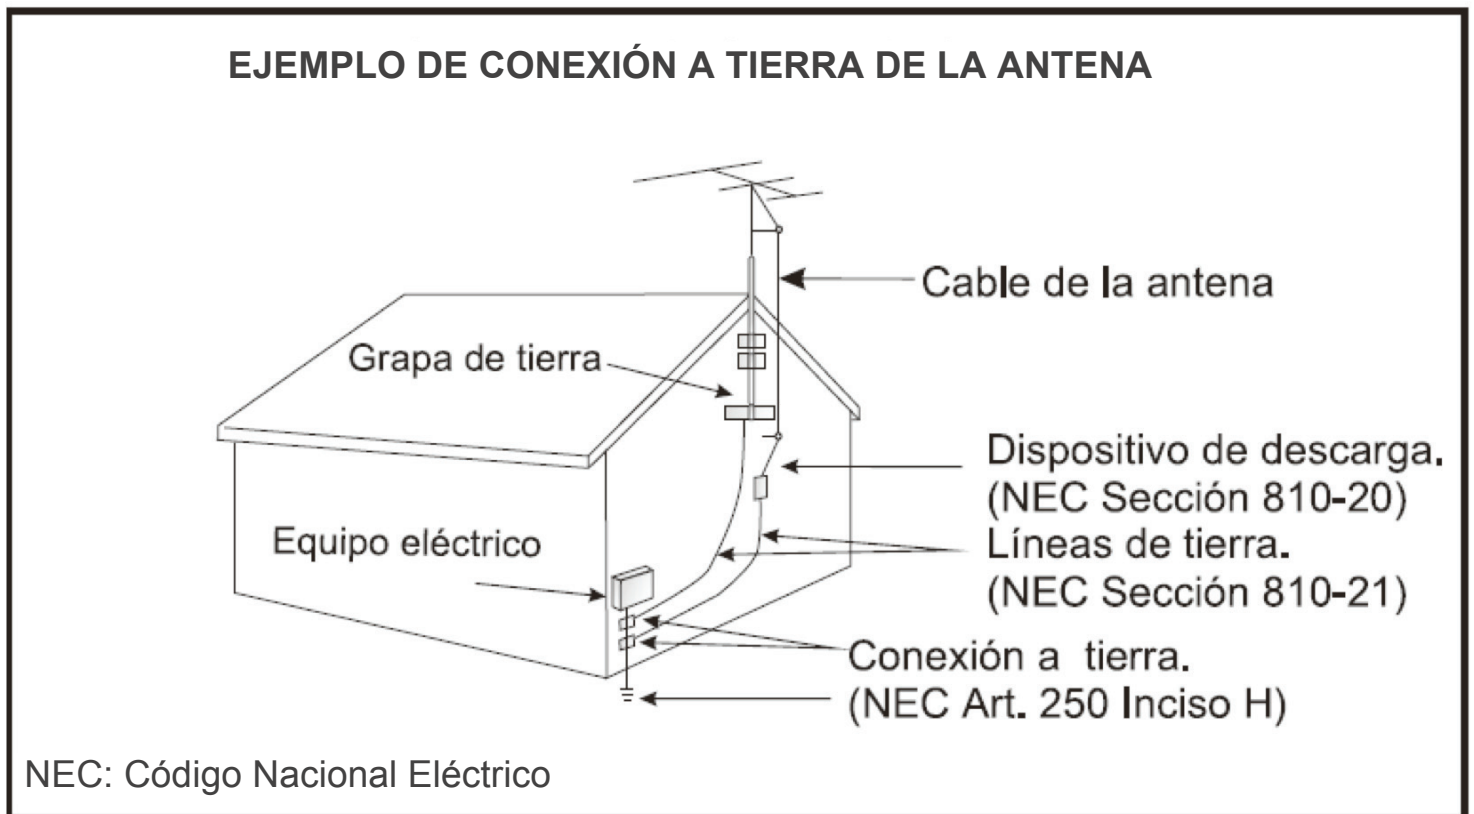 EJEMPLO DE CONEXIÓN A TIERRA DE LA ANTENA
Cable de la antena
Grapa de tierra
Dispositivo de descarga.
(NEC Sección 810-20)
Equipo eléctrico
Líneas de tierra.
(NEC Sección 810-21)
Conexión a tierra.
(NEC Art. 250 Inciso H)
NEC: Código Nacional Eléctrico